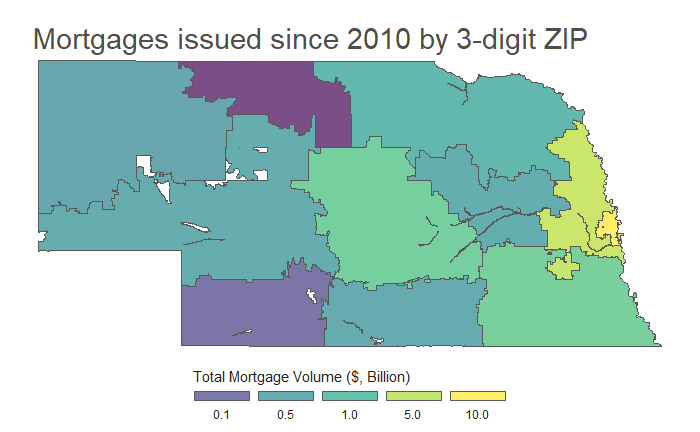 Mortgages issued since 2010 by 3-digit ZIP
Total Mortgage Volume ($, Billion)
0.1 0.5 1.0 5.0 10.0